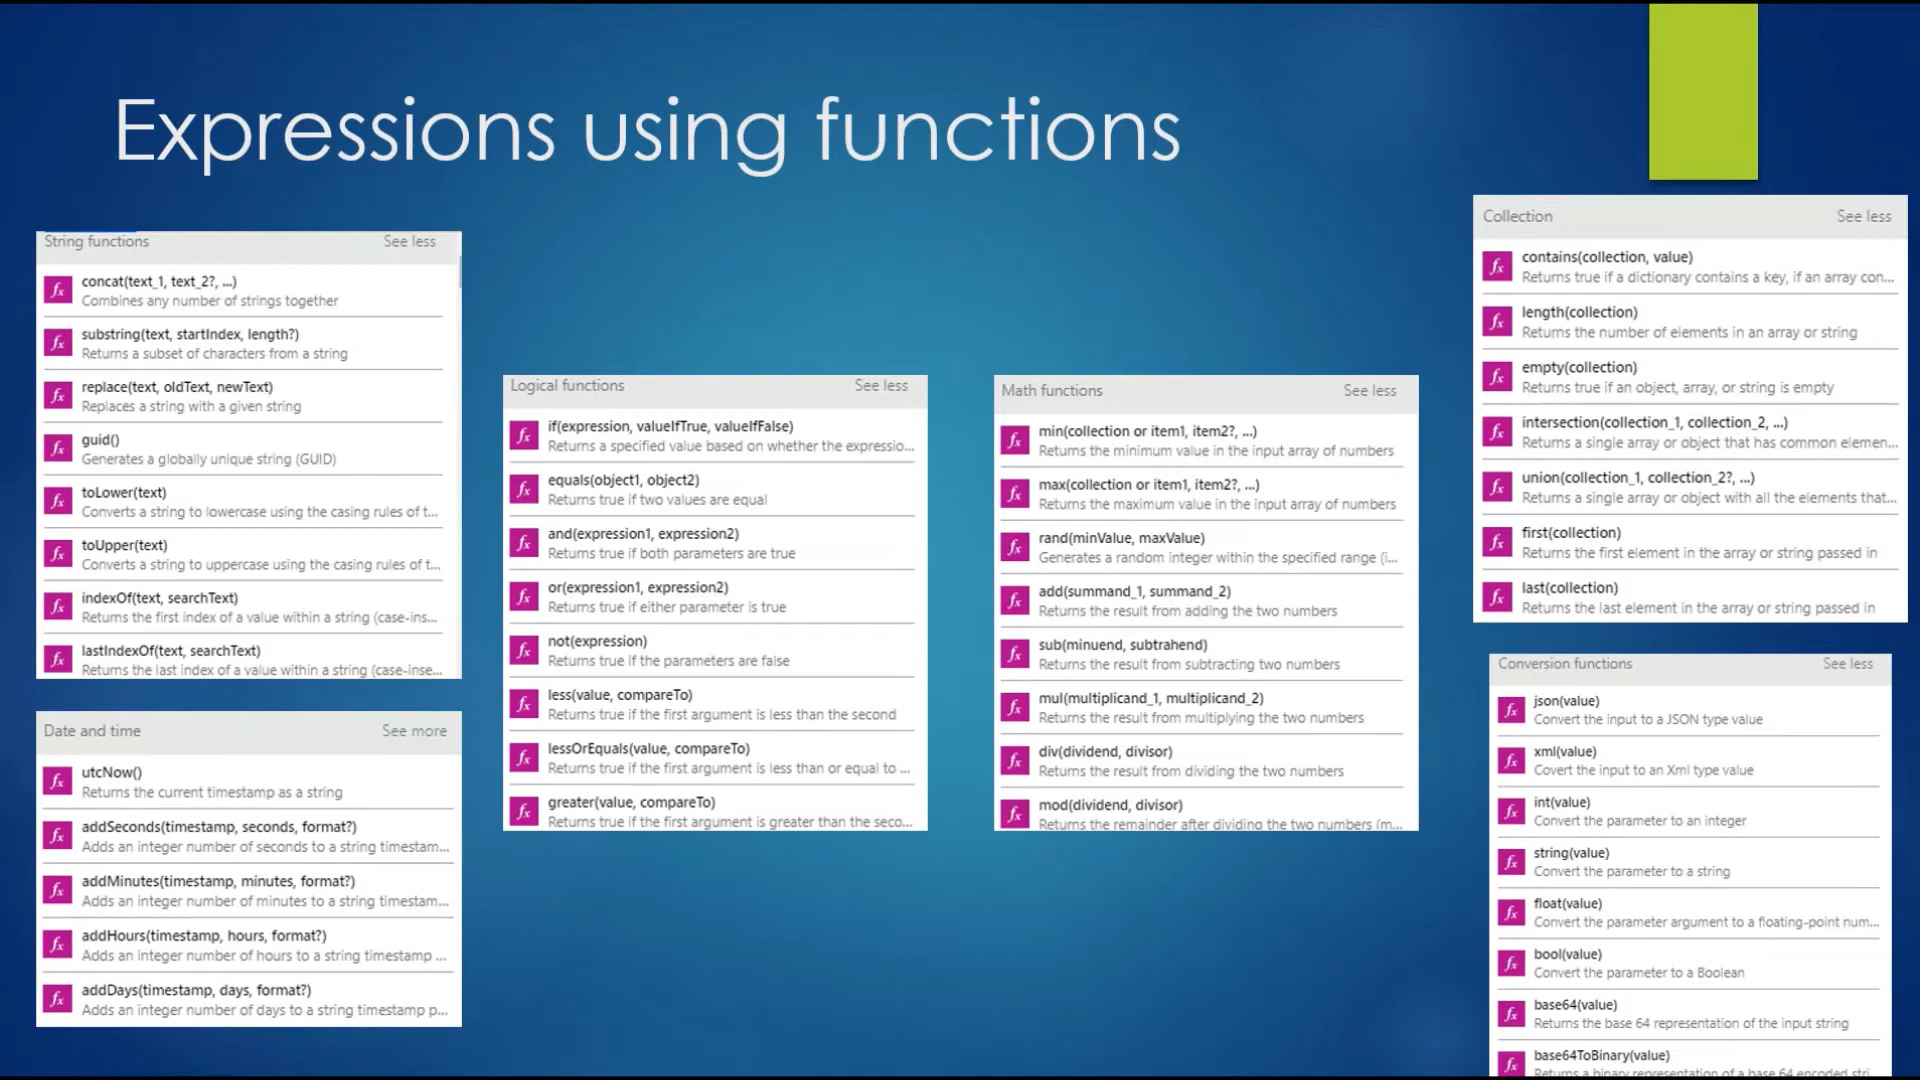 Expressions using functions
String functions See less
concat(text_1, text_2?, ...)
Combines any number of strings together
substring(text, startIndex, length?)
Returns a subset of characters from a string
replace(text, oldText, newText)
Replaces a string with a given string
guid()
Generates a globally unique string (GUID)
toLower(text)
Converts a string to lowercase using the casing rules of t...
toUpper(text)
Converts a string to uppercase using the casing rules of t...
indexOf(text, searchText)
Returns the first index of a value within a string (case-ins...
lastIndexOf(text, searchText)
Returns the last index of a value within a string (case-inse...
Date and time See more
utcNow()
Returns the current timestamp as a string
addSeconds(timestamp, seconds, format?)
Adds an integer number of seconds to a string timestam...
addMinutes(timestamp, minutes, format?)
Adds an integer number of minutes to a string timestam...
addHours(timestamp, hours, format?)
Adds an integer number of hours to a string timestamp ...
addDays(timestamp, days, format?)
Adds an integer number of days to a string timestamp p...
Logical functions See less
if(expression, valueIfTrue, valueIfFalse)
Returns a specified value based on whether the expressio...
equals(object1, object2)
Returns true if two values are equal
and(expression1, expression2)
Returns true if both parameters are true
or(expression1, expression2)
Returns true if either parameter is true
not(expression)
Returns true if the parameters are false
less(value, compareTo)
Returns true if the first argument is less than the second
lessOrEquals(value, compareTo)
Returns true if the first argument is less than or equal to ...
greater(value, compareTo)
Returns true if the first argument is greater than the seco...
Math functions See less
min(collection or item1, item2?, ...)
Returns the minimum value in the input array of numbers
max(collection or item1, item2?, ...)
Returns the maximum value in the input array of numbers
rand(minValue, maxValue)
Generates a random integer within the specified range (i...
add(summand_1, summand_2)
Returns the result from adding the two numbers
sub(minuend, subtrahend)
Returns the result from subtracting two numbers
mul(multiplicand_1, multiplicand_2)
Returns the result from multiplying the two numbers
div(dividend, divisor)
Returns the result from dividing the two numbers
mod(dividend, divisor)
Returns the remainder after dividing the two numbers (m...
Collection See less
contains(collection, value)
Returns true if a dictionary contains a key, if an array con...
length(collection)
Returns the number of elements in an array or string
empty(collection)
Returns true if an object, array, or string is empty
intersection(collection_1, collection_2, ...)
Returns a single array or object that has common elemen...
union(collection_1, collection_2?, ...)
Returns a single array or object with all the elements that...
first(collection)
Returns the first element in the array or string passed in
last(collection)
Returns the last element in the array or string passed in
Conversion functions See less
json(value)
Convert the input to a JSON type value
xml(value)
Covert the input to an Xml type value
int(value)
Convert the parameter to an integer
string(value)
Convert the parameter to a string
float(value)
Convert the parameter argument to a floating-point num...
bool(value)
Convert the parameter to a Boolean
base64(value)
Returns the base 64 representation of the input string
base64ToBinary(value)
Returns a binary representation of a base 64 encoded stri...